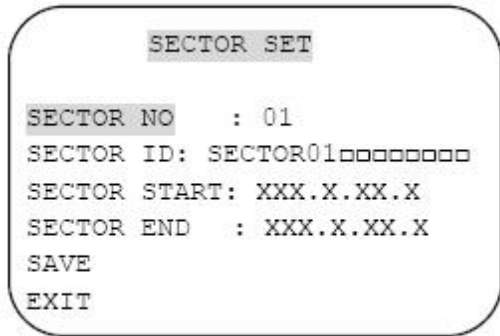 SECTOR SET
SECTOR NO : 01
SECTOR ID: SECTOR01□□□□□□□□
SECTOR START: XXX.X.XX.X
SECTOR END : XXX.X.XX.X
SAVE
EXIT